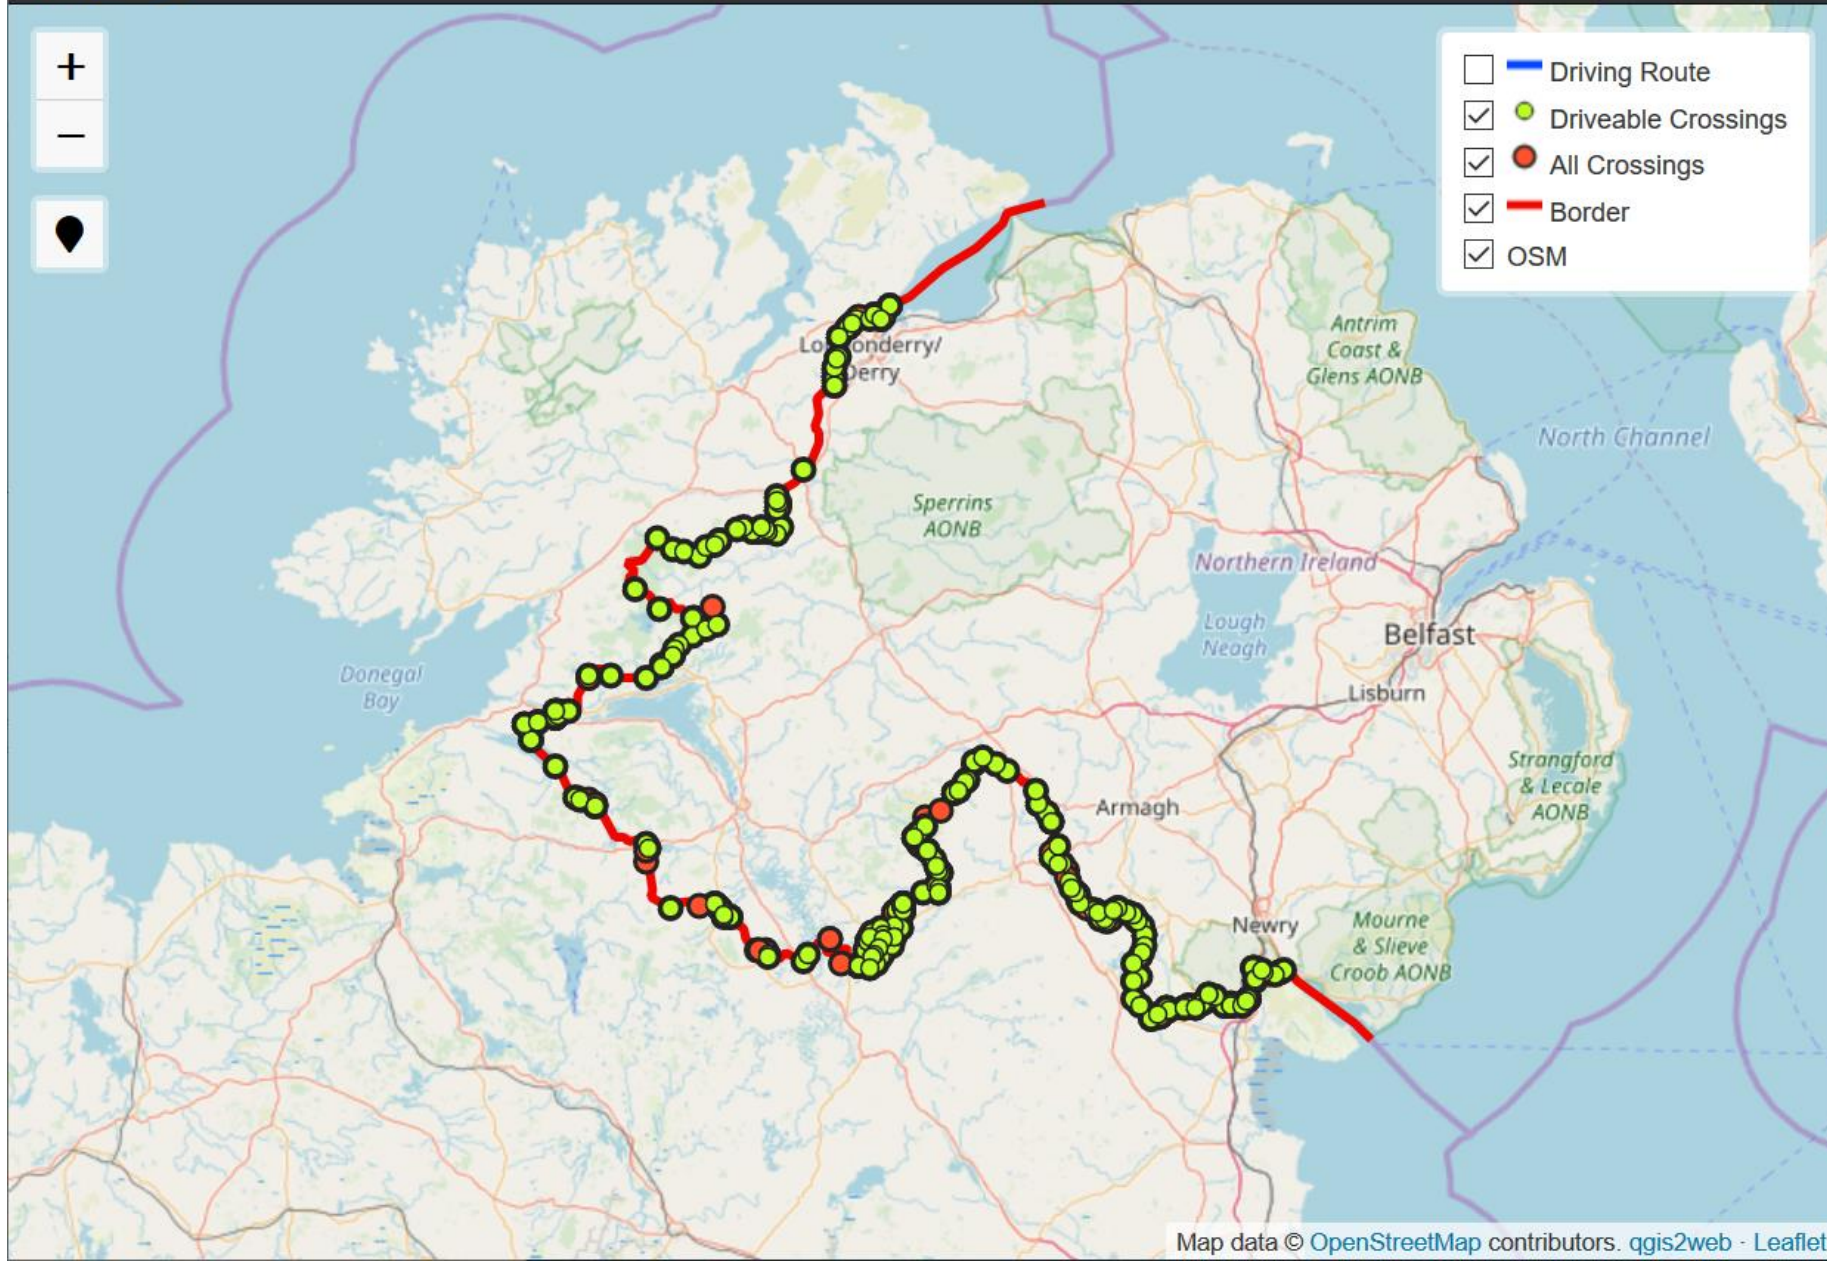 +
−
Driving Route
Driveable Crossings
All Crossings
Border
OSM
Antrim
Coast &
Glens AONB
Derry
North Channel
Sperrins
AONB
Northern Ireland
Lough
Neagh
Belfast
Donegal
Bay
Lisburn
Strangford
& Lecale
AONB
Armagh
Newry
Mourne
& Slieve
Croob AONB
Map data © OpenStreetMap contributors. qgis2web · Leaflet